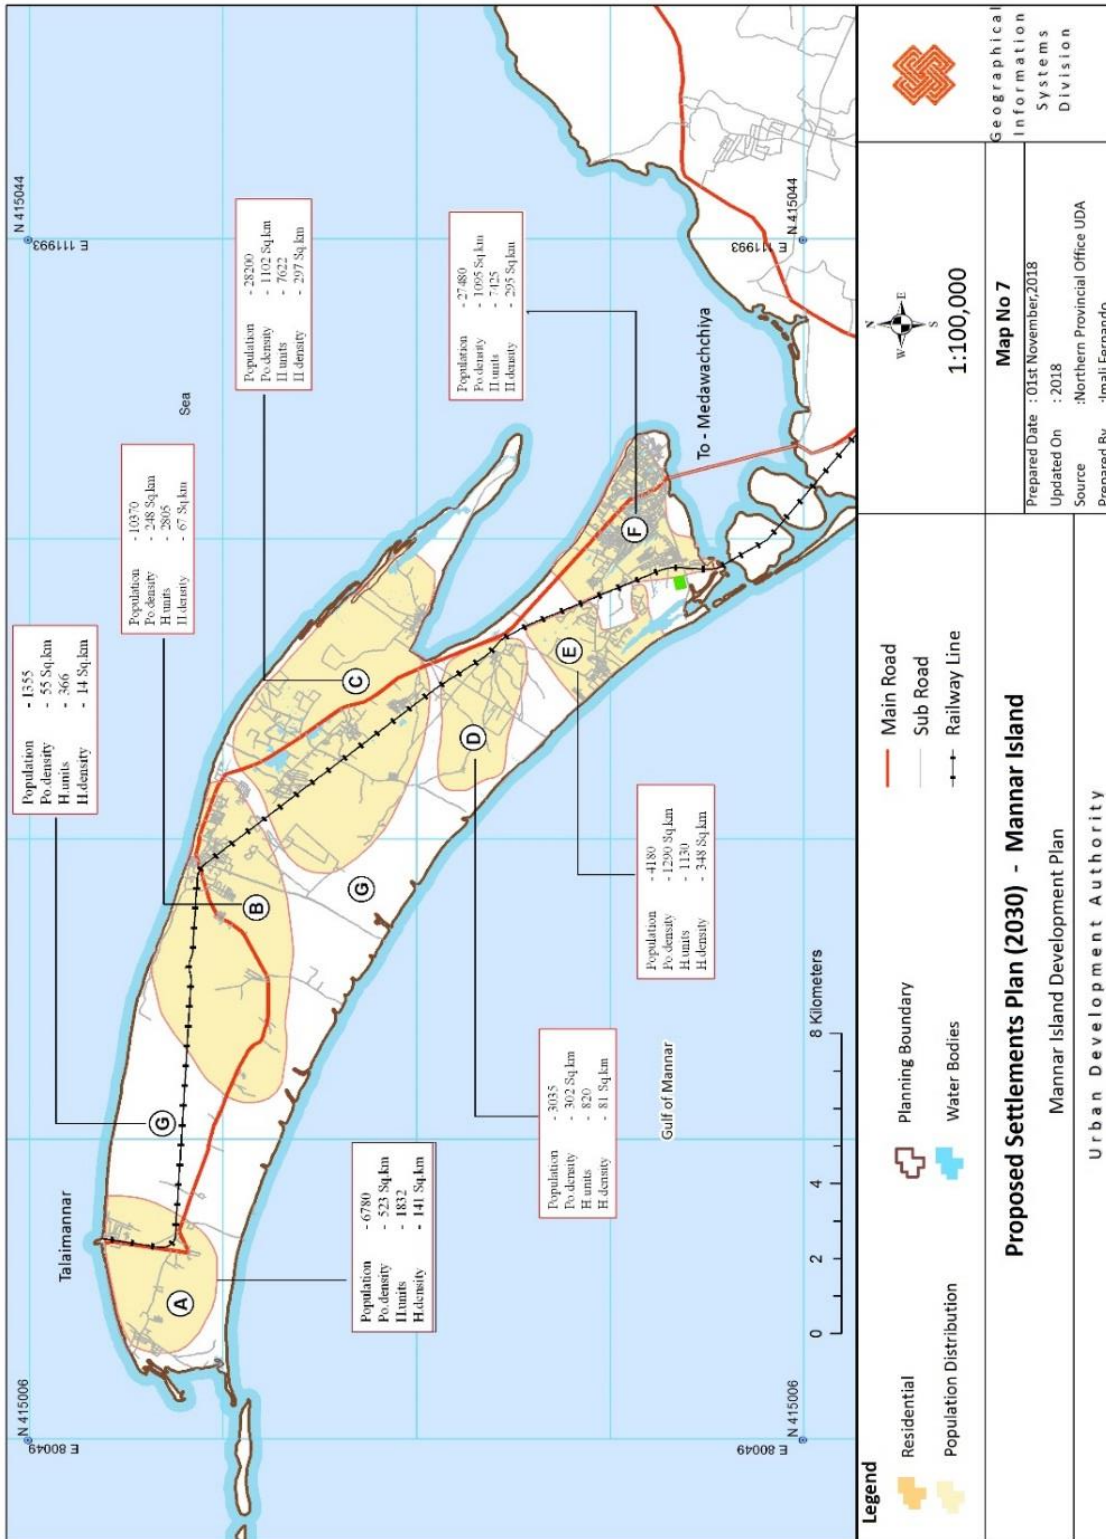 N 415044
E 111993
N 415044
E 111993
N 415006
E 80049
N 415006
E 80049
Talaimannar
Sea
Gulf of Mannar
To - Medawachchiya
Population - 1355
Po.density - 55 Sq.km
H.units - 366
H.density - 14 Sq.km
Population - 10370
Po.density - 248 Sq.km
H.units - 2805
H.density - 67 Sq.km
Population - 28200
Po.density - 1102 Sq.km
H.units - 7622
H.density - 297 Sq.km
Population - 27480
Po.density - 1095 Sq.km
H.units - 7425
H.density - 295 Sq.km
Population - 6780
Po.density - 523 Sq.km
H.units - 1832
H.density - 141 Sq.km
Population - 3035
Po.density - 302 Sq.km
H.units - 820
H.density - 81 Sq.km
Population - 4180
Po.density - 1290 Sq.km
H.units - 1130
H.density - 348 Sq.km
A
B
C
D
E
F
G
G
0 2 4 8 Kilometers
Legend
Residential
Population Distribution
Planning Boundary
Water Bodies
Main Road
Sub Road
Railway Line
Proposed Settlements Plan (2030) - Mannar Island
Mannar Island Development Plan
Urban Development Authority
N
W E
S
1:100,000
Map No 7
Prepared Date : 01st November,2018
Updated On : 2018
Source :Northern Provincial Office UDA
Prepared By :Imali Fernando
Geographical
Information
Systems
Division